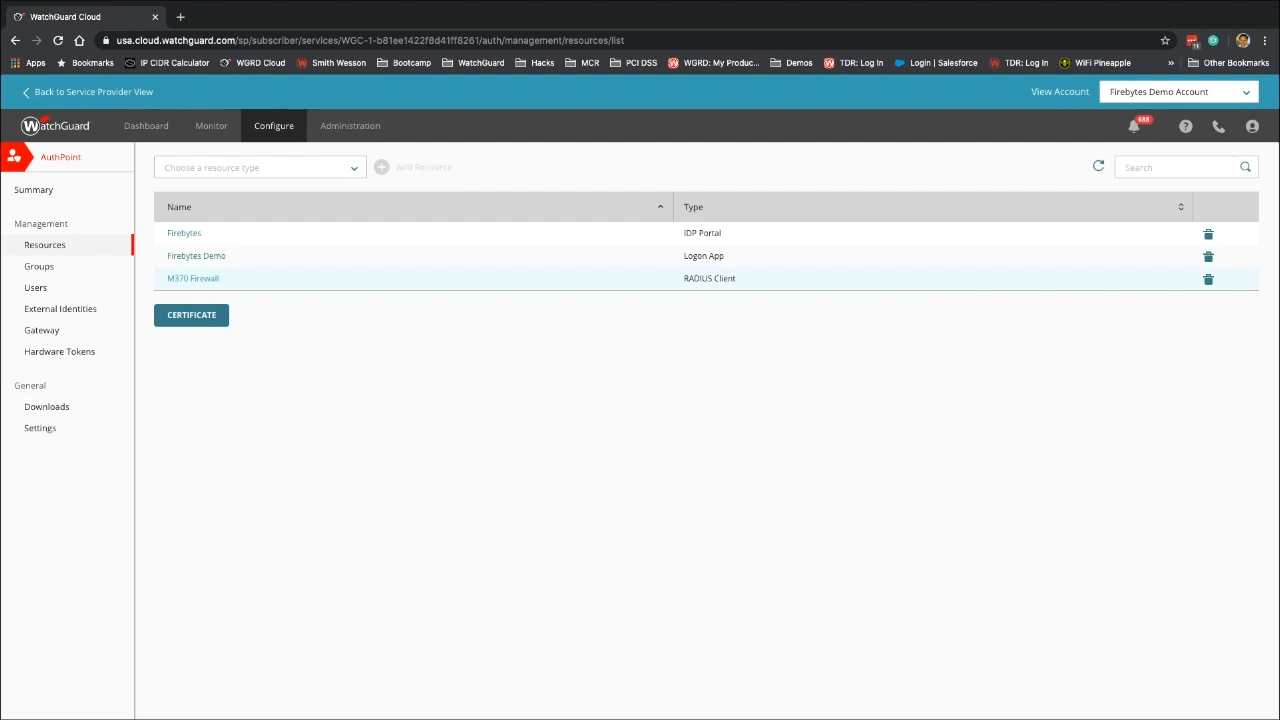 WatchGuard Cloud
usa.cloud.watchguard.com/sp/subscriber/services/WGC-1-b81ee1422f8d41ff8261/auth/management/resources/list
11
Apps Bookmarks IP CIDR Calculator WGRD Cloud Smith Wesson Bootcamp WatchGuard Hacks MCR PCI DSS WGRD: My Produc... Demos TDR: Log In Login | Salesforce TDR: Log In WiFi Pineapple » Other Bookmarks
Back to Service Provider View View Account Firebytes Demo Account
WatchGuard Dashboard Monitor Configure Administration 688
AuthPoint
Choose a resource type Add Resource Search
Summary
Management
Resources
Groups
Users
External Identities
Gateway
Hardware Tokens
General
Downloads
Settings
Name Type
Firebytes IDP Portal
Firebytes Demo Logon App
M370 Firewall RADIUS Client
CERTIFICATE